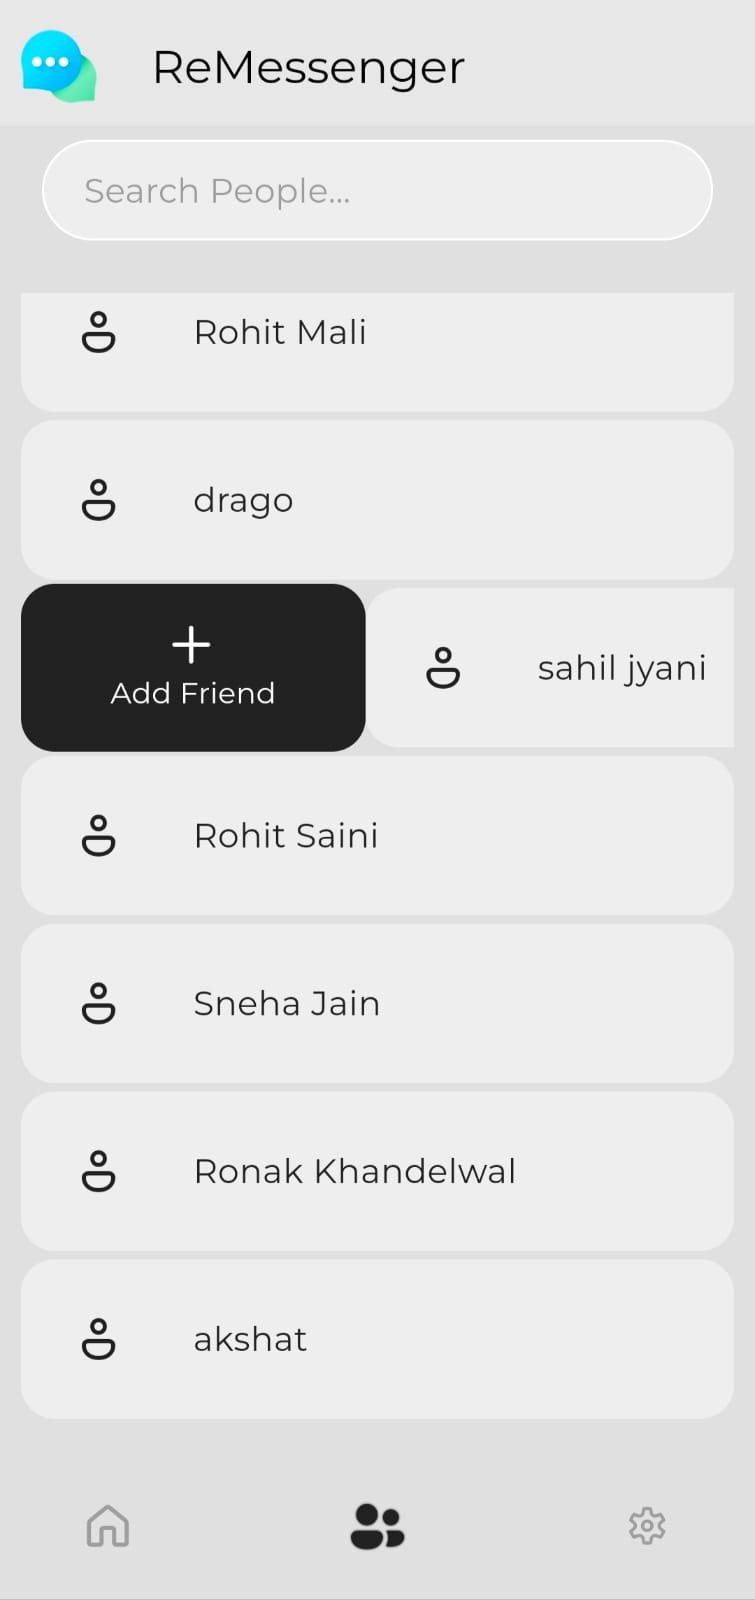 ReMessenger
Search People...
Rohit Mali
drago
Add Friend
sahil jyani
Rohit Saini
Sneha Jain
Ronak Khandelwal
akshat